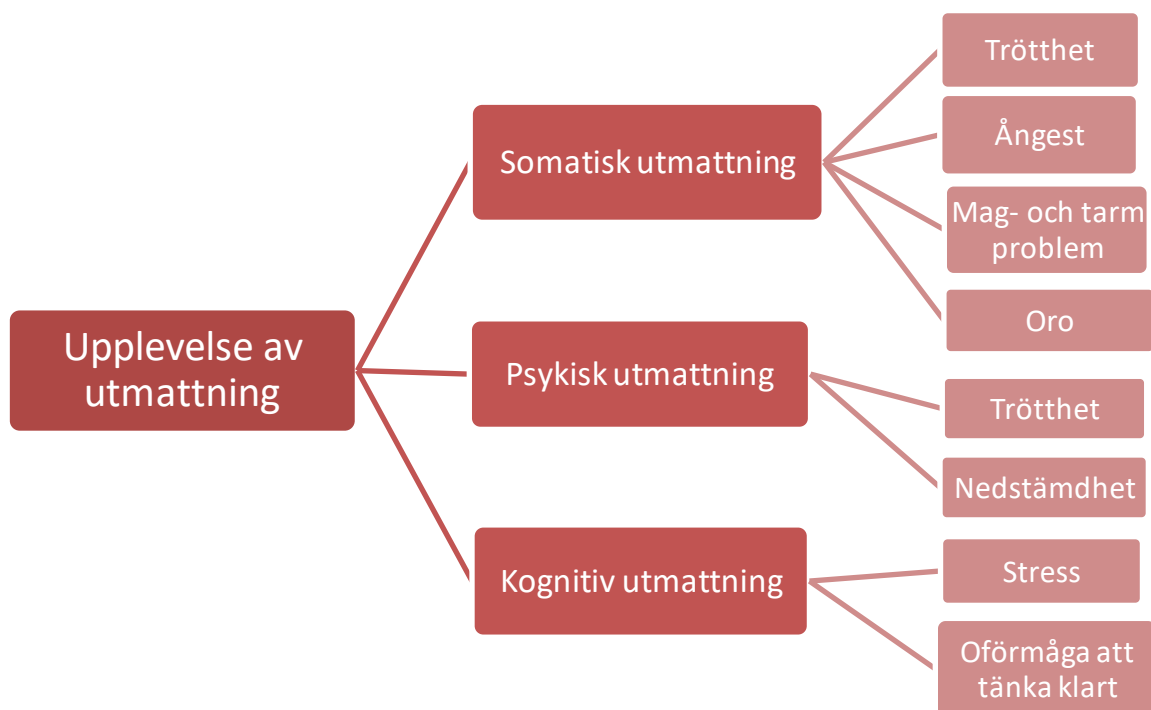 Upplevelse av
utmattning
Somatisk utmattning
Trötthet
Ångest
Mag- och tarm
problem
Oro
Psykisk utmattning
Trötthet
Nedstämdhet
Kognitiv utmattning
Stress
Oförmåga att
tänka klart